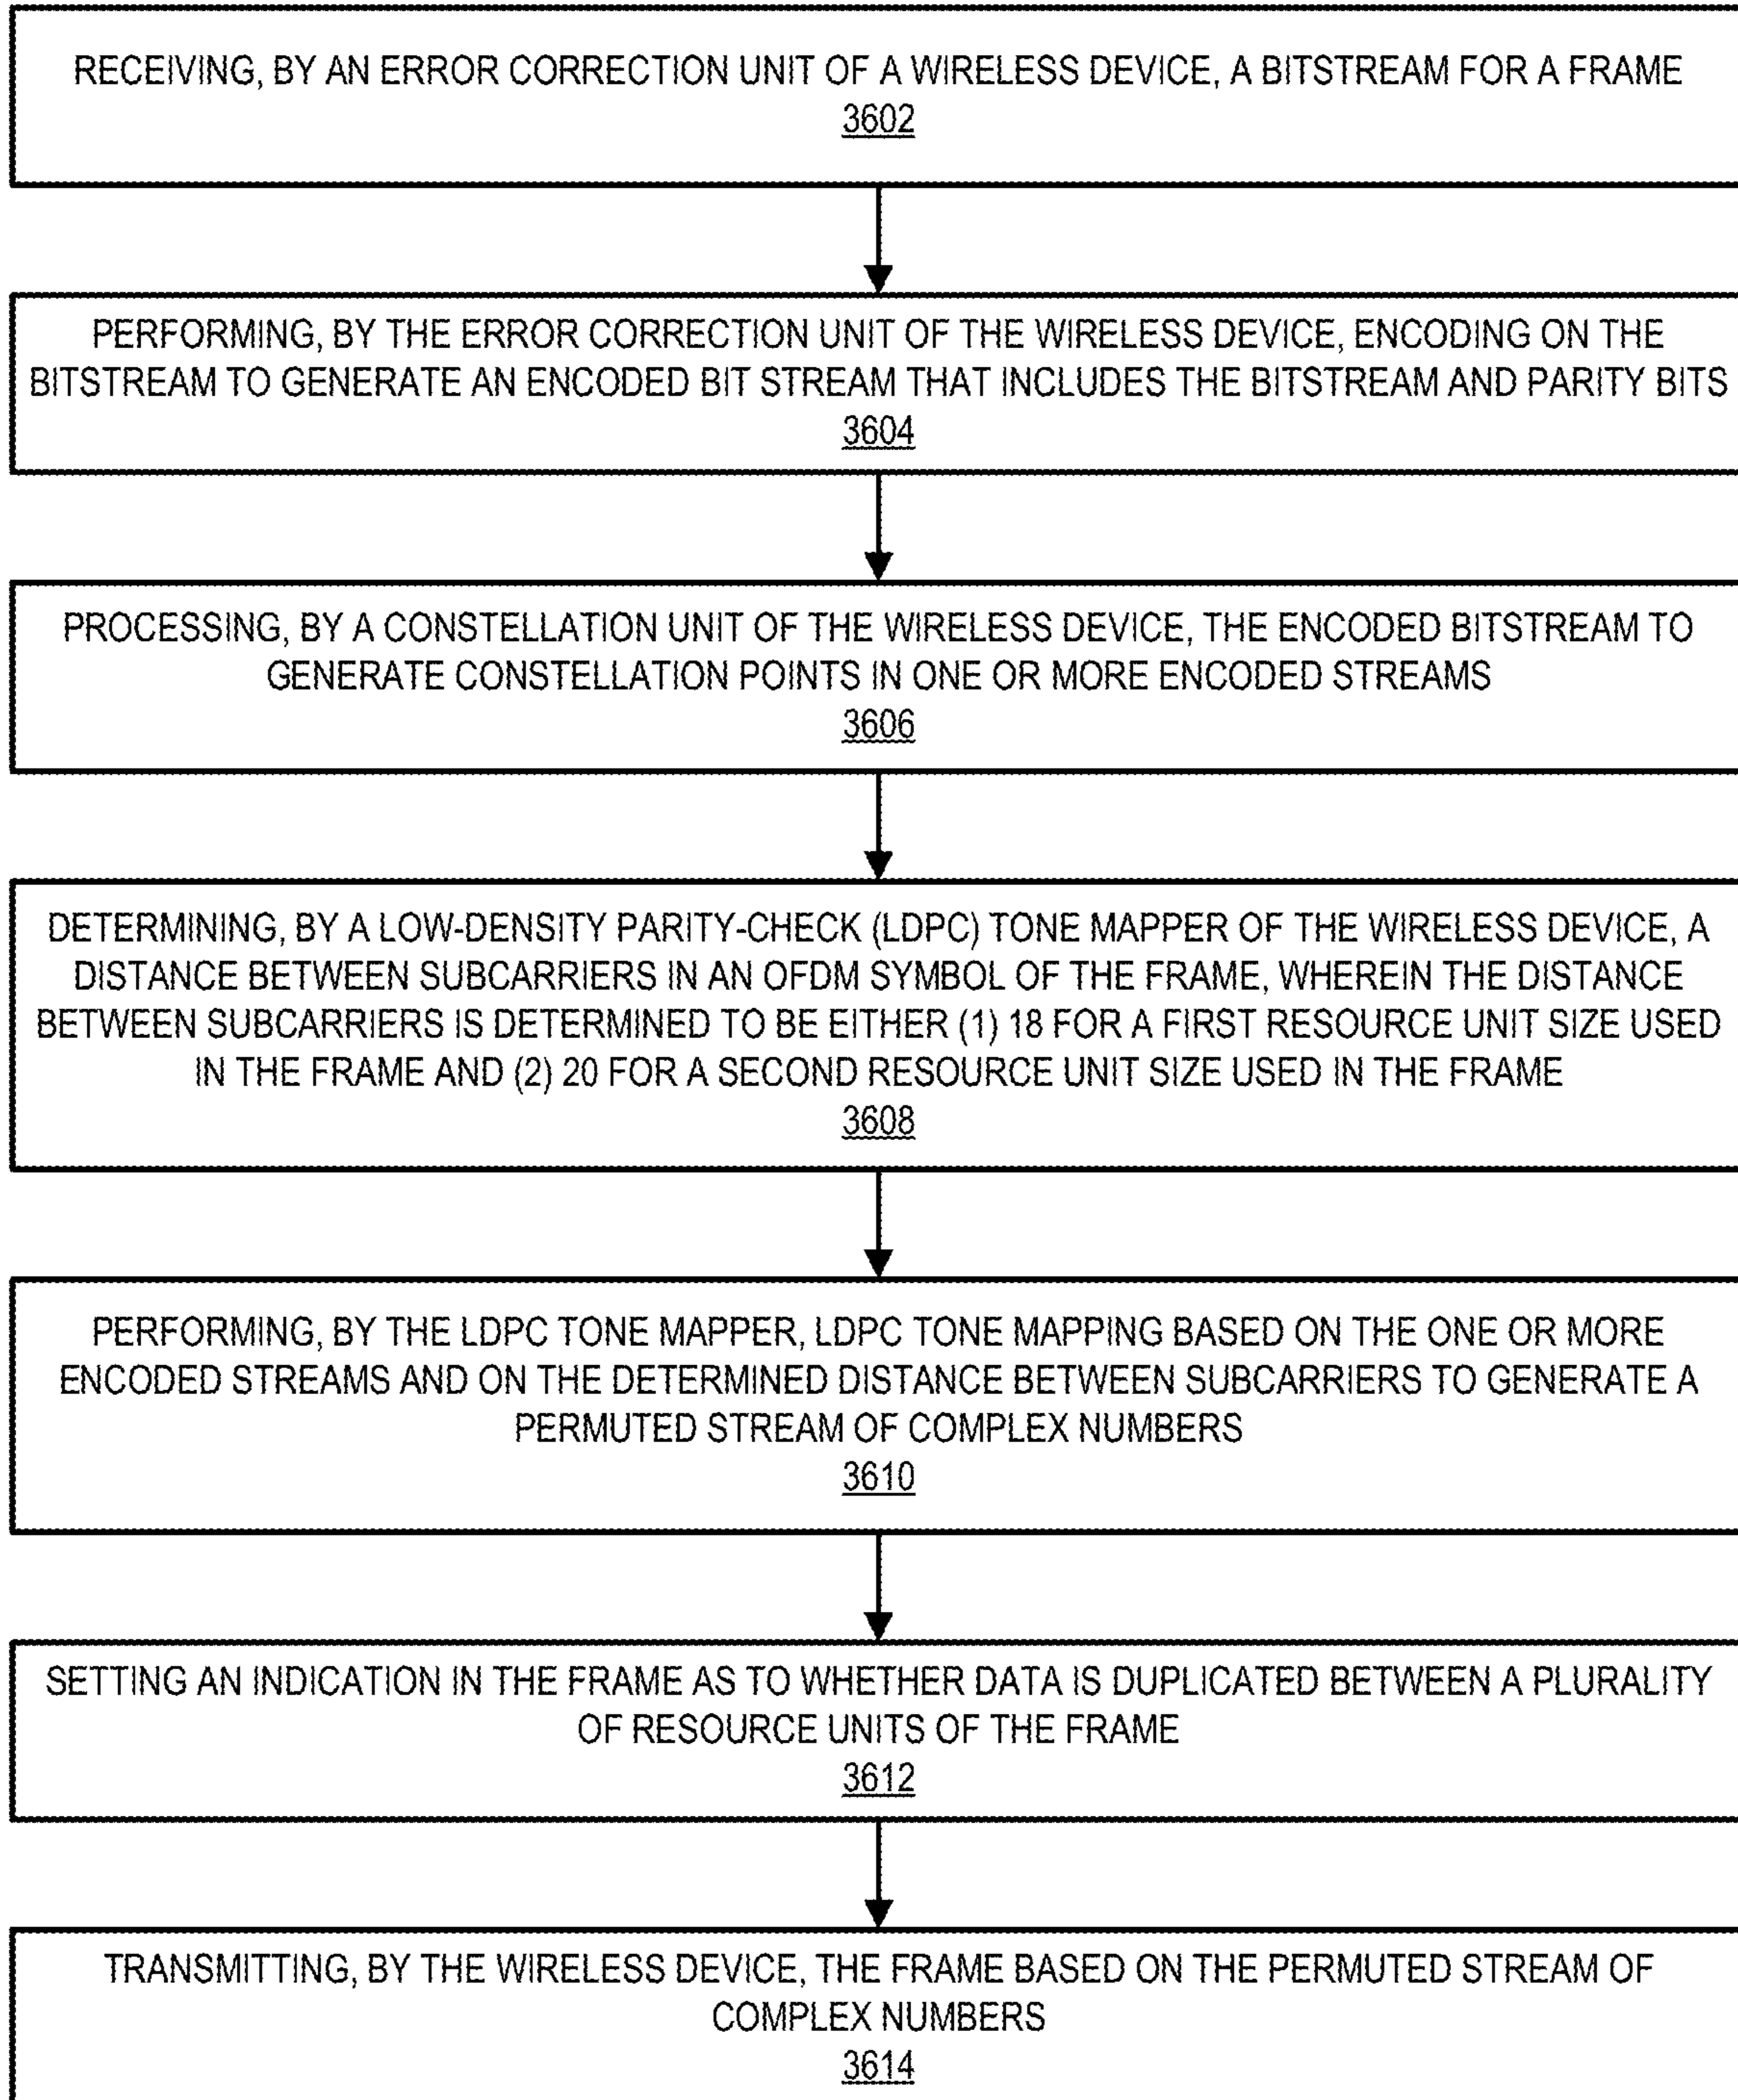 RECEIVING, BY AN ERROR CORRECTION UNIT OF A WIRELESS DEVICE, A BITSTREAM FOR A FRAME
3602
PERFORMING, BY THE ERROR CORRECTION UNIT OF THE WIRELESS DEVICE, ENCODING ON THE
BITSTREAM TO GENERATE AN ENCODED BIT STREAM THAT INCLUDES THE BITSTREAM AND PARITY BITS
3604
PROCESSING, BY A CONSTELLATION UNIT OF THE WIRELESS DEVICE, THE ENCODED BITSTREAM TO
GENERATE CONSTELLATION POINTS IN ONE OR MORE ENCODED STREAMS
3606
DETERMINING, BY A LOW-DENSITY PARITY-CHECK (LDPC) TONE MAPPER OF THE WIRELESS DEVICE, A
DISTANCE BETWEEN SUBCARRIERS IN AN OFDM SYMBOL OF THE FRAME, WHEREIN THE DISTANCE
BETWEEN SUBCARRIERS IS DETERMINED TO BE EITHER (1) 18 FOR A FIRST RESOURCE UNIT SIZE USED
IN THE FRAME AND (2) 20 FOR A SECOND RESOURCE UNIT SIZE USED IN THE FRAME
3608
PERFORMING, BY THE LDPC TONE MAPPER, LDPC TONE MAPPING BASED ON THE ONE OR MORE
ENCODED STREAMS AND ON THE DETERMINED DISTANCE BETWEEN SUBCARRIERS TO GENERATE A
PERMUTED STREAM OF COMPLEX NUMBERS
3610
SETTING AN INDICATION IN THE FRAME AS TO WHETHER DATA IS DUPLICATED BETWEEN A PLURALITY
OF RESOURCE UNITS OF THE FRAME
3612
TRANSMITTING, BY THE WIRELESS DEVICE, THE FRAME BASED ON THE PERMUTED STREAM OF
COMPLEX NUMBERS
3614